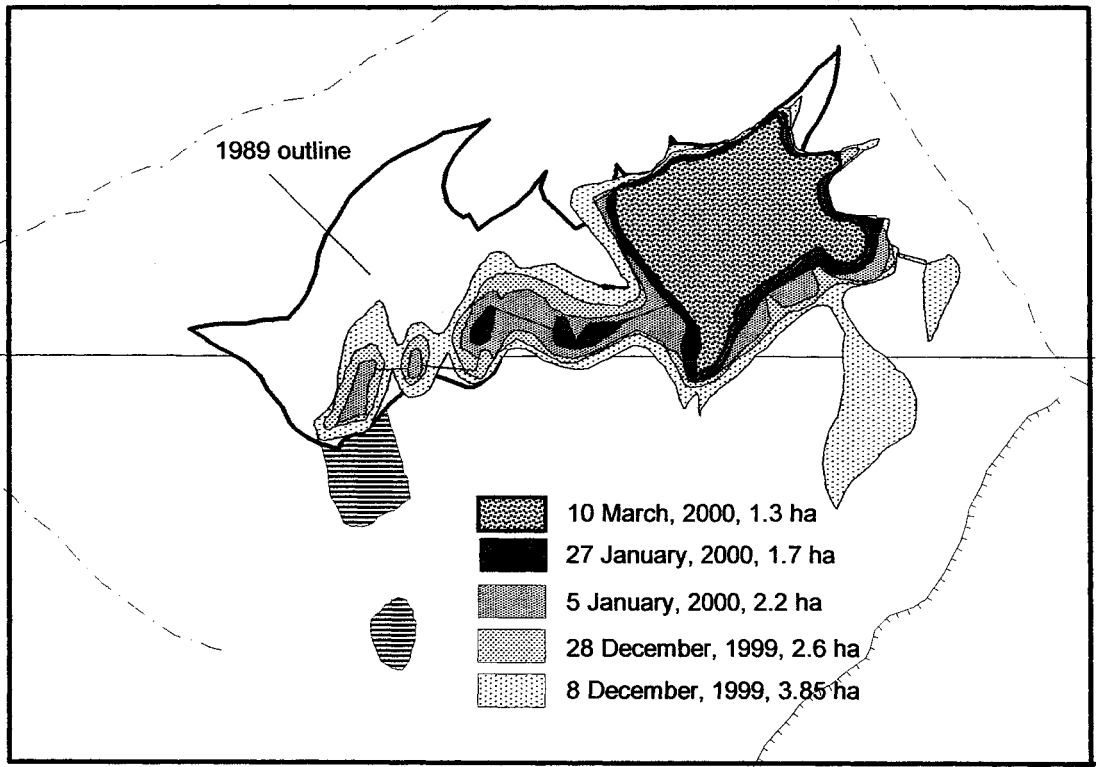 1989 outline
10 March, 2000, 1.3 ha
27 January, 2000, 1.7 ha
5 January, 2000, 2.2 ha
28 December, 1999, 2.6 ha
8 December, 1999, 3.85 ha